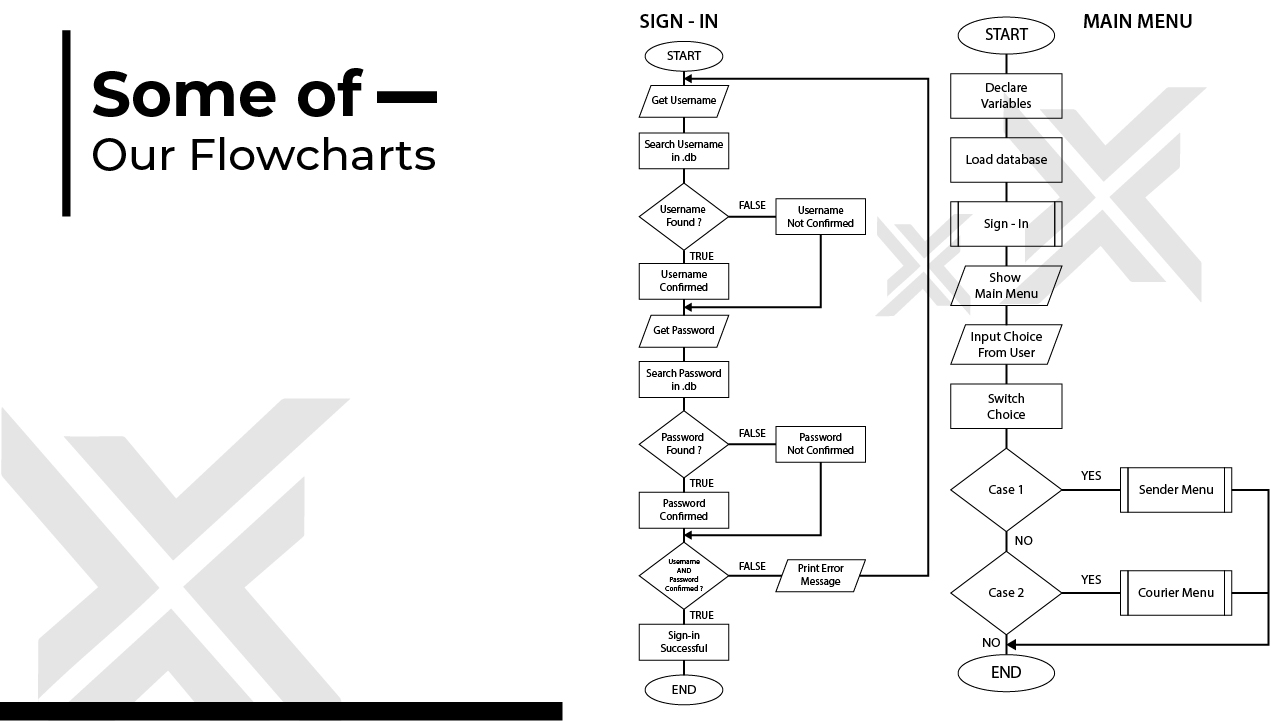 Some of
Our Flowcharts
SIGN - IN
START
Get Username
Search Username
in .db
Username
Found ?
FALSE
Username
Not Confirmed
TRUE
Username
Confirmed
Get Password
Search Password
in .db
Password
Found ?
FALSE
Password
Not Confirmed
TRUE
Password
Confirmed
Username
AND
Password
Confirmed ?
FALSE
Print Error
Message
TRUE
Sign-in
Successful
END
MAIN MENU
START
Declare
Variables
Load database
Sign - In
Show
Main Menu
Input Choice
From User
Switch
Choice
Case 1
YES
Sender Menu
NO
Case 2
YES
Courier Menu
NO
END